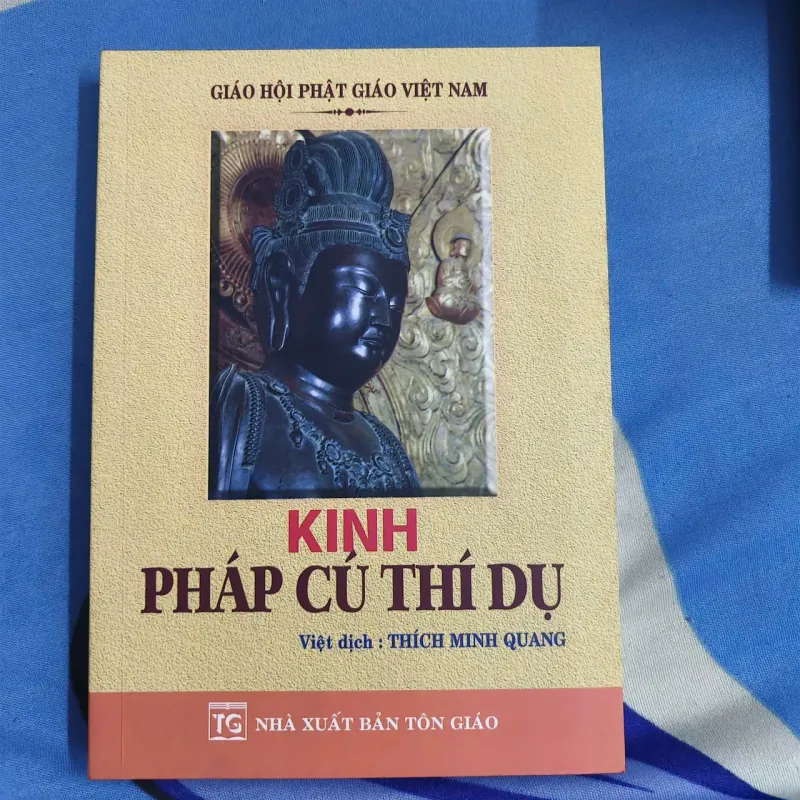 GIÁO HỘI PHẬT GIÁO VIỆT NAM
KINH
PHÁP CÚ THÍ DỤ
Việt dịch : THÍCH MINH QUANG
TG NHÀ XUẤT BẢN TÔN GIÁO